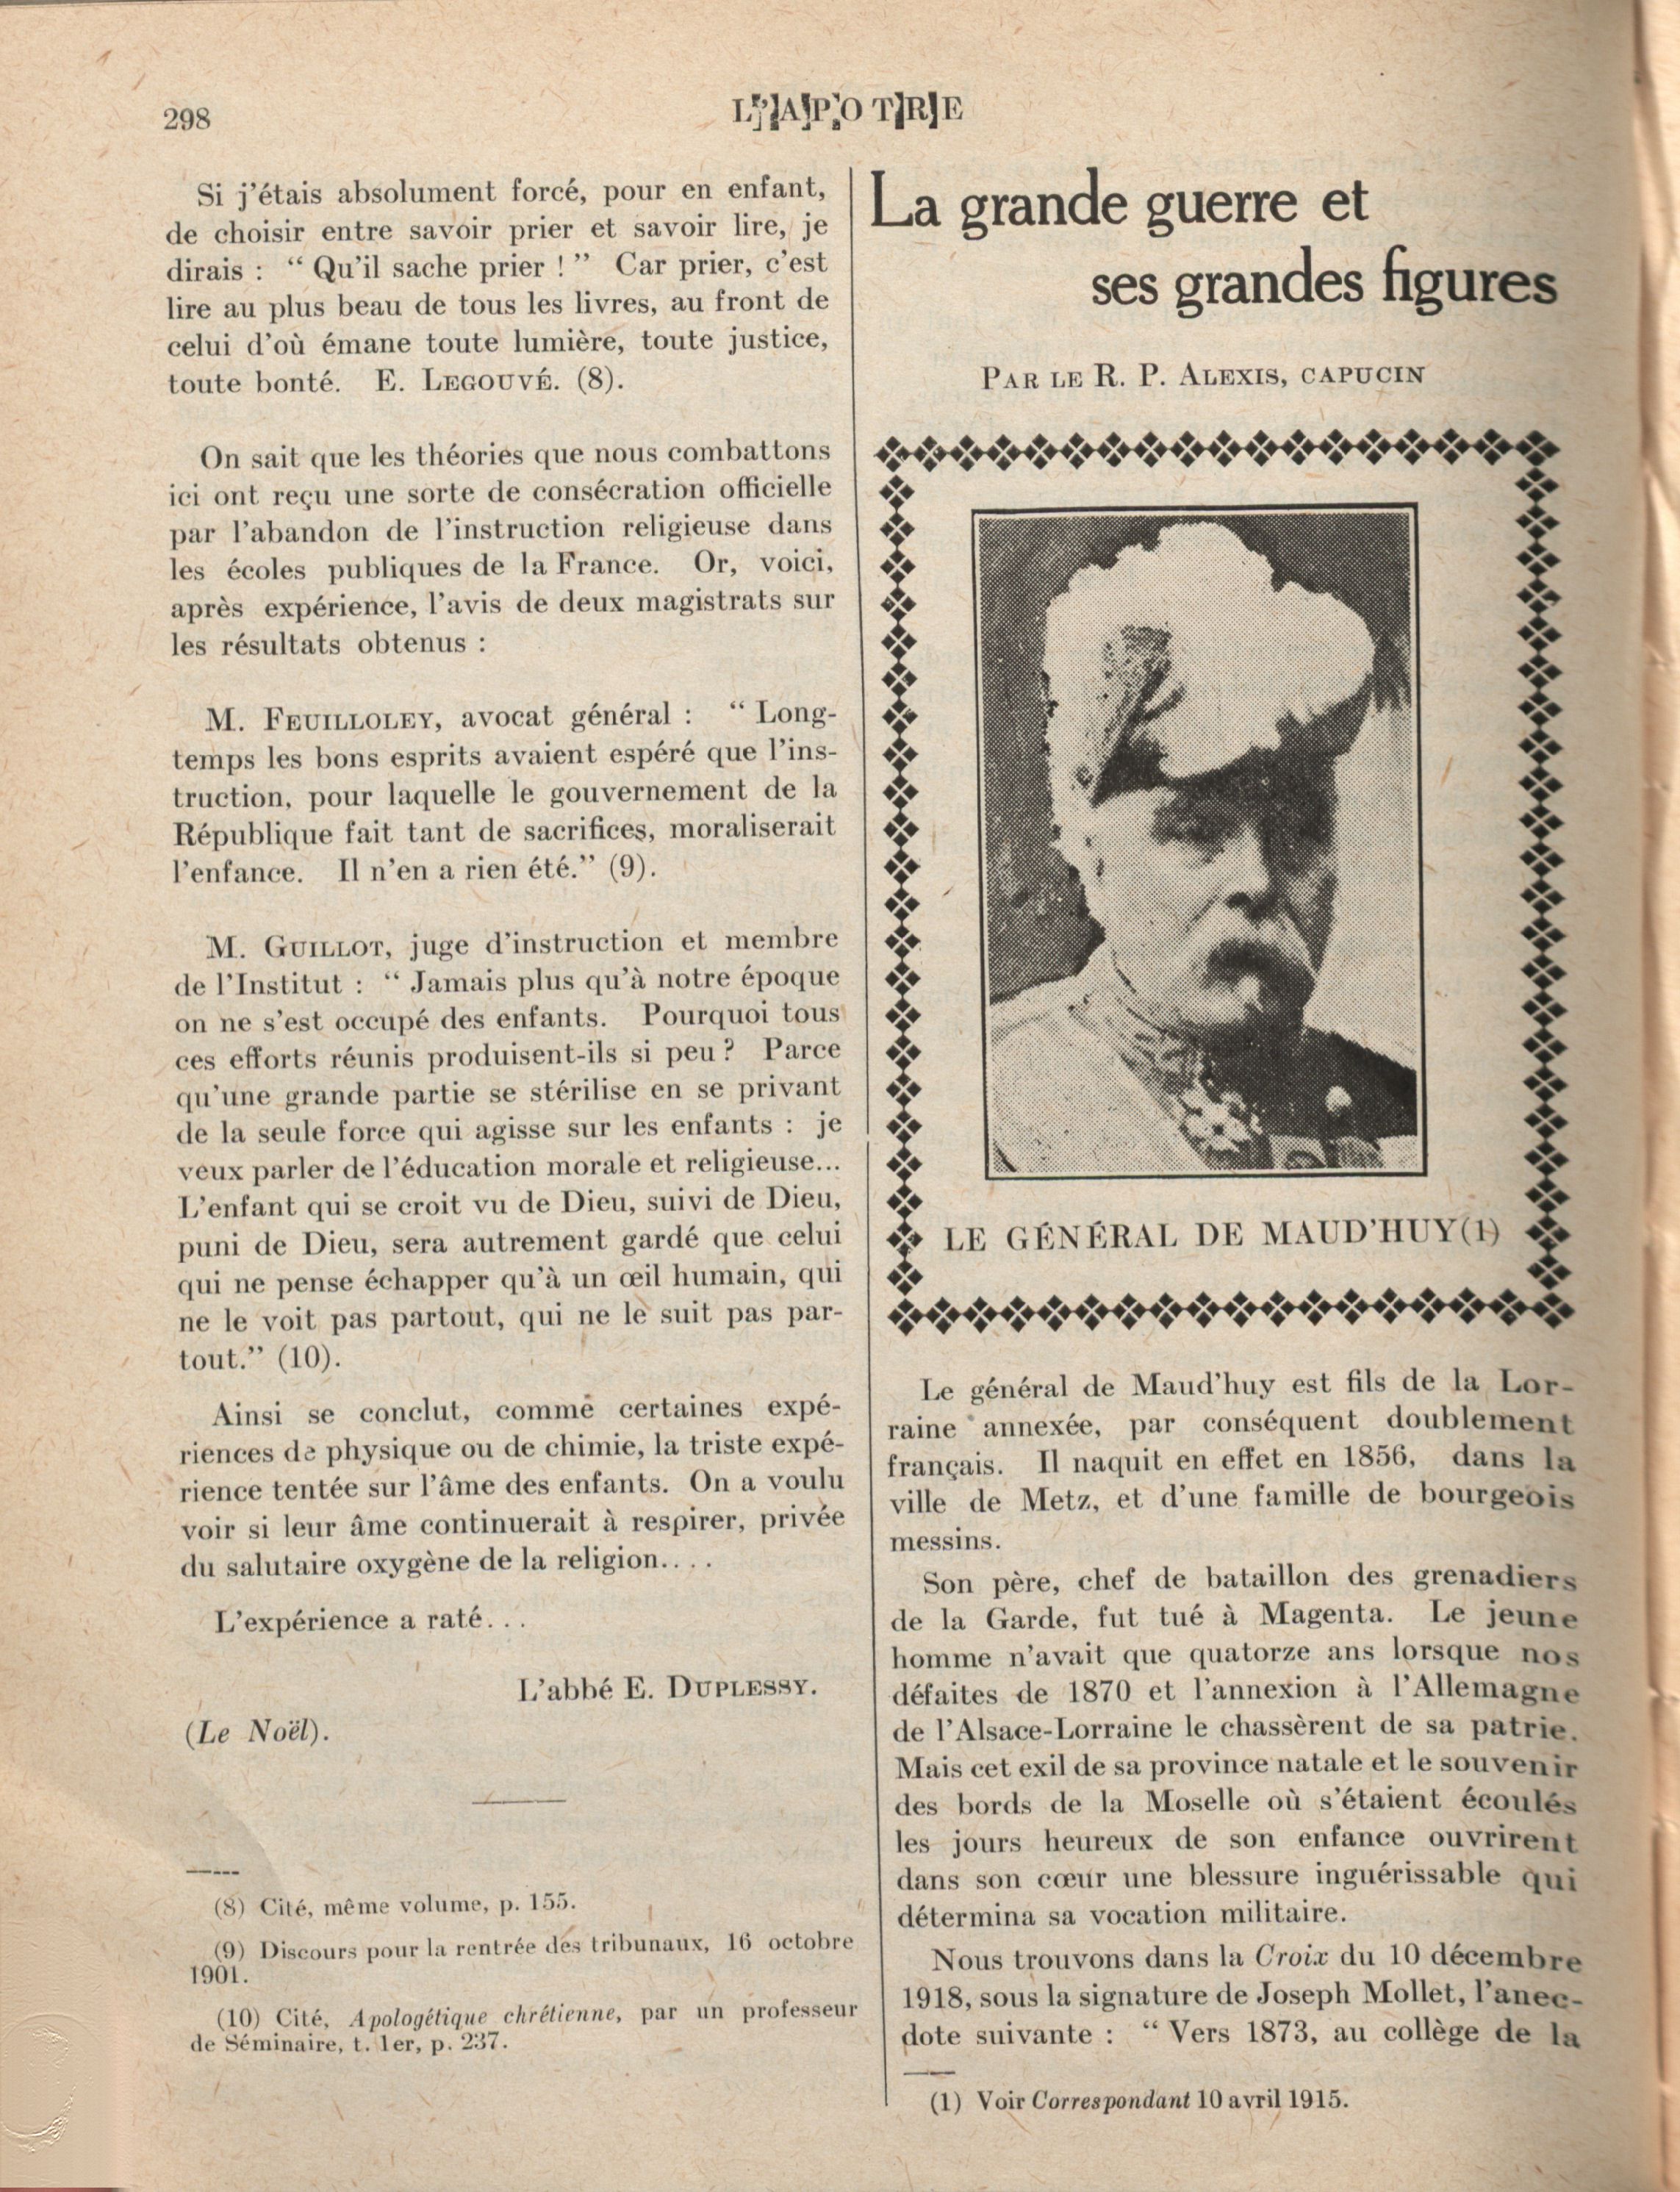 298
L'APOTRE
Si j'étais absolument forcé, pour en enfant,
de choisir entre savoir prier et savoir lire, je
dirais : “ Qu'il sache prier ! ” Car prier, c'est
lire au plus beau de tous les livres, au front de
celui d'où émane toute lumière, toute justice,
toute bonté. E. LEGOUVÉ. (8).
On sait que les théories que nous combattons
ici ont reçu une sorte de consécration officielle
par l'abandon de l'instruction religieuse dans
les écoles publiques de la France. Or, voici,
après expérience, l'avis de deux magistrats sur
les résultats obtenus :
M. FEUILLOLEY, avocat général : “ Long-
temps les bons esprits avaient espéré que l'ins-
truction, pour laquelle le gouvernement de la
République fait tant de sacrifices, moraliserait
l'enfance. Il n'en a rien été.” (9).
M. GUILLOT, juge d'instruction et membre
de l'Institut : “ Jamais plus qu'à notre époque
on ne s'est occupé des enfants. Pourquoi tous
ces efforts réunis produisent-ils si peu ? Parce
qu'une grande partie se stérilise en se privant
de la seule force qui agisse sur les enfants : je
veux parler de l'éducation morale et religieuse...
L'enfant qui se croit vu de Dieu, suivi de Dieu,
puni de Dieu, sera autrement gardé que celui
qui ne pense échapper qu'à un œil humain, qui
ne le voit pas partout, qui ne le suit pas par-
tout.” (10).
Ainsi se conclut, comme certaines expé-
riences de physique ou de chimie, la triste expé-
rience tentée sur l'âme des enfants. On a voulu
voir si leur âme continuerait à respirer, privée
du salutaire oxygène de la religion....
L'expérience a raté...
L'abbé E. DUPLESSY.
(Le Noël).
(8) Cité, même volume, p. 155.
(9) Discours pour la rentrée des tribunaux, 16 octobre
1901.
(10) Cité, Apologétique chrétienne, par un professeur
de Séminaire, t. 1er, p. 237.
La grande guerre et
ses grandes figures
PAR LE R. P. ALEXIS, CAPUCIN
LE GÉNÉRAL DE MAUD'HUY(1)
Le général de Maud'huy est fils de la Lor-
raine annexée, par conséquent doublement
français. Il naquit en effet en 1856, dans la
ville de Metz, et d'une famille de bourgeois
messins.
Son père, chef de bataillon des grenadiers
de la Garde, fut tué à Magenta. Le jeune
homme n'avait que quatorze ans lorsque nos
défaites de 1870 et l'annexion à l'Allemagne
de l'Alsace-Lorraine le chassèrent de sa patrie.
Mais cet exil de sa province natale et le souvenir
des bords de la Moselle où s'étaient écoulés
les jours heureux de son enfance ouvrirent
dans son cœur une blessure inguérissable qui
détermina sa vocation militaire.
Nous trouvons dans la Croix du 10 décembre
1918, sous la signature de Joseph Mollet, l'anec-
dote suivante : “ Vers 1873, au collège de la
(1) Voir Correspondant 10 avril 1915.